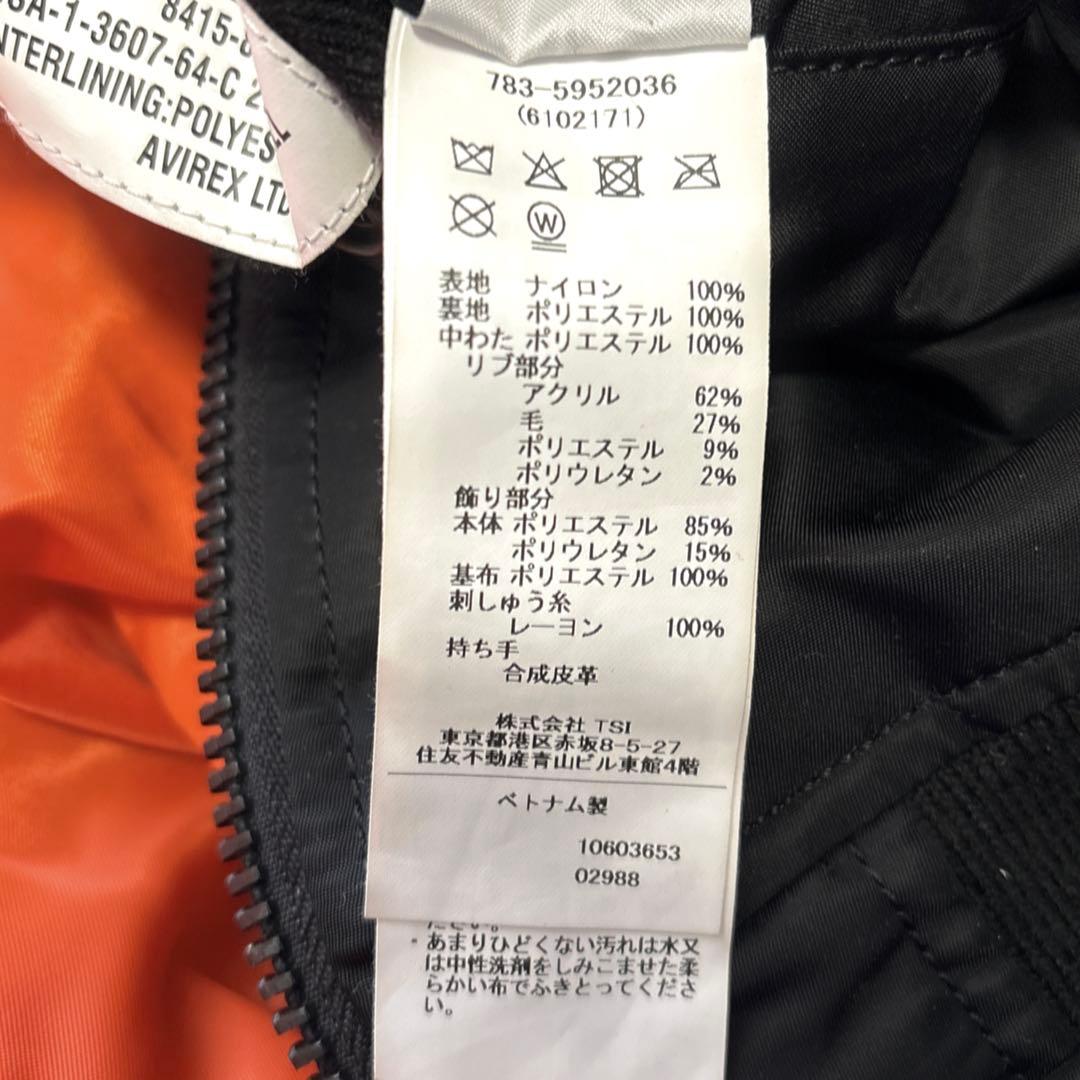 8415-
-1-3607-64-C 2
INTERLINING:POLYES
AVIREX LTD
783-5952036
(6102171)
W
表地 ナイロン 100%
裏地 ポリエステル 100%
中わた ポリエステル 100%
リブ部分
アクリル 62%
毛 27%
ポリエステル 9%
ポリウレタン 2%
飾り部分
本体 ポリエステル 85%
ポリウレタン 15%
基布 ポリエステル 100%
刺しゅう糸
レーヨン 100%
持ち手
合成皮革
株式会社 TSI
東京都港区赤坂8-5-27
住友不動産青山ビル東館4階
ベトナム製
10603653
02988
ださい。
・あまりひどくない汚れは水又
は中性洗剤をしみこませた柔
らかい布でふきとってくださ
い。